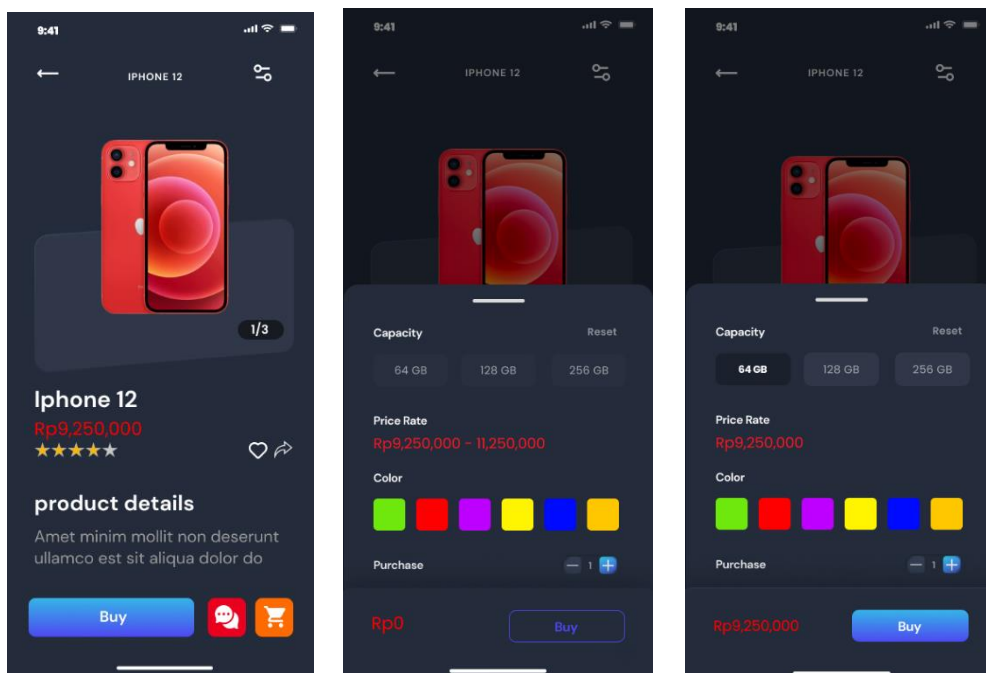 9:41
IPHONE 12
1/3
Iphone 12
Rp9,250,000
product details
Amet minim mollit non deserunt
ullamco est sit aliqua dolor do
Buy
9:41
IPHONE 12
Capacity Reset
64 GB 128 GB 256 GB
Price Rate
Rp9,250,000 - 11,250,000
Color
Purchase 1
Rp0 Buy
9:41
IPHONE 12
Capacity Reset
64 GB 128 GB 256 GB
Price Rate
Rp9,250,000
Color
Purchase 1
Rp9,250,000 Buy